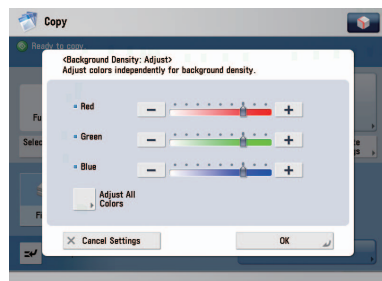 Copy
Ready to copy.
<Background Density: Adjust>
Adjust colors independently for background density.
Red
Green
Blue
Adjust All
Colors
Cancel Settings
OK